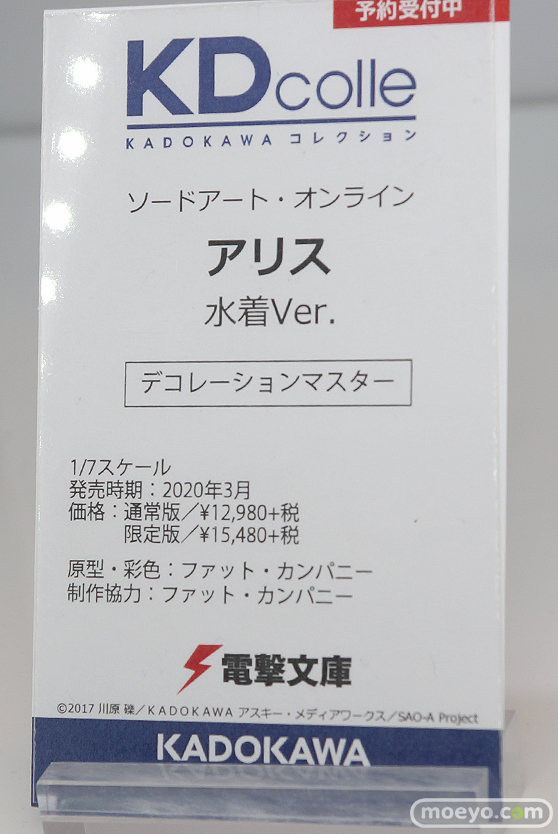 予約受付中
KDcolle
KADOKAWA コレクション
ソードアート・オンライン
アリス
水着Ver.
デコレーションマスター
1/7スケール
発売時期：2020年3月
価格：通常版／¥12,980+税
限定版／¥15,480+税
原型・彩色：ファット・カンパニー
制作協力：ファット・カンパニー
電撃文庫
©2017 川原 礫／KADOKAWA アスキー・メディアワークス／SAO-A Project
KADOKAWA
moeyo.com